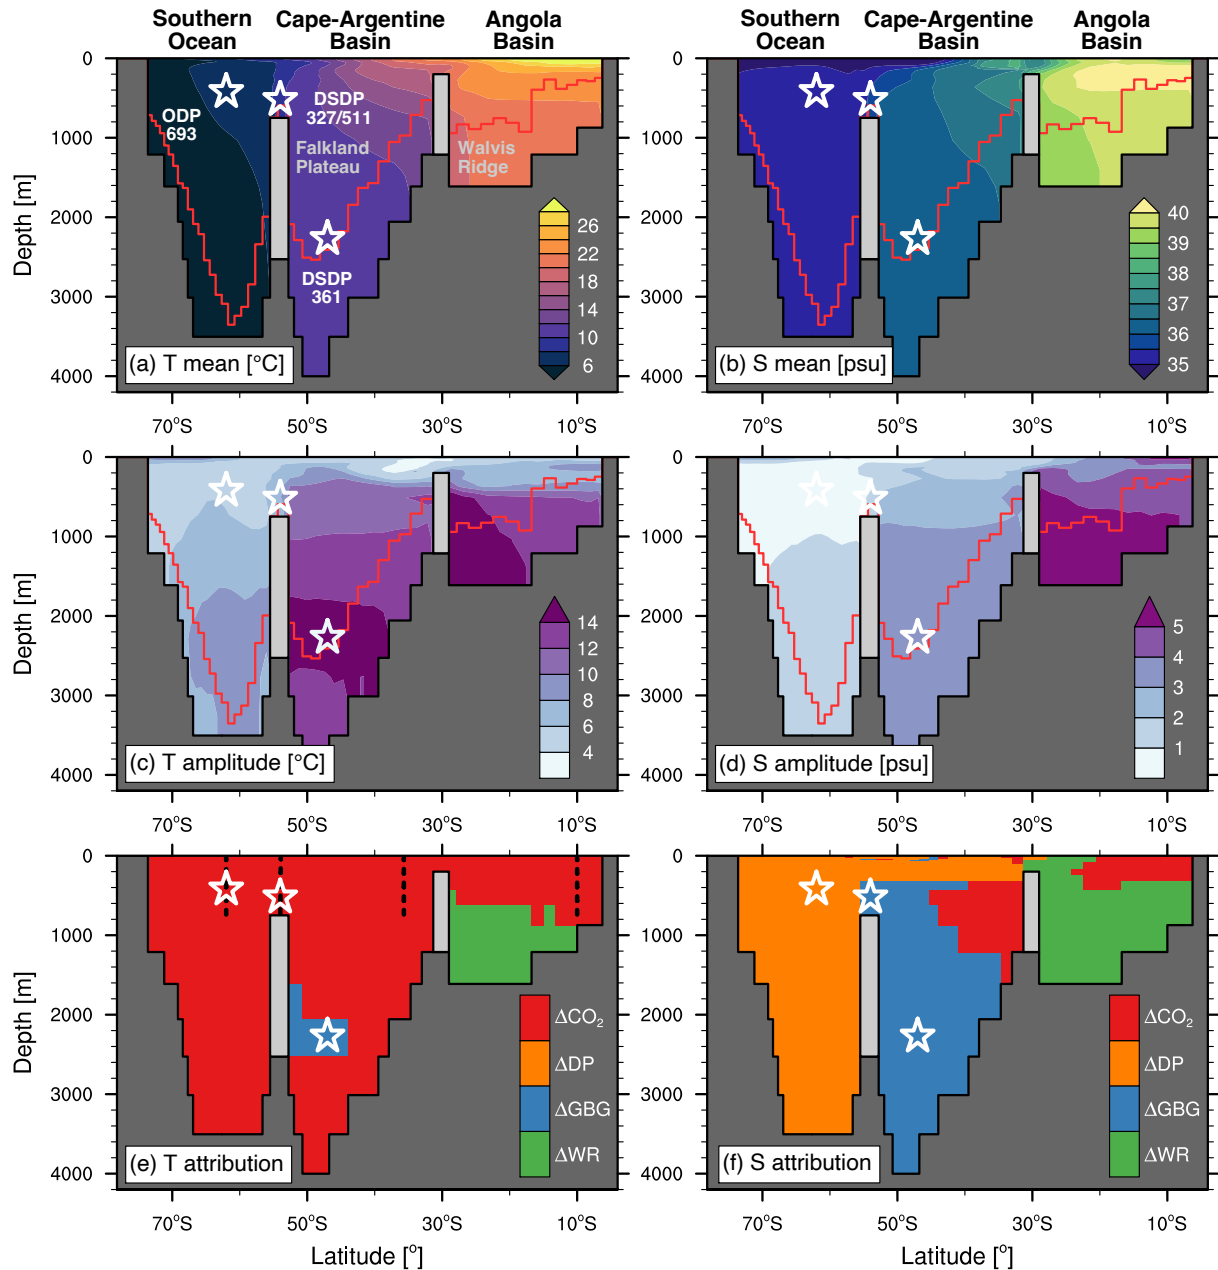 Southern Ocean
Cape-Argentine Basin
Angola Basin
Southern Ocean
Cape-Argentine Basin
Angola Basin
0
1000
2000
3000
4000
Depth [m]
ODP 693
DSDP 327/511
Falkland Plateau
Walvis Ridge
DSDP 361
26
22
18
14
10
6
(a) T mean [°C]
70°S
50°S
30°S
10°S
0
1000
2000
3000
4000
Depth [m]
40
39
38
37
36
35
(b) S mean [psu]
70°S
50°S
30°S
10°S
0
1000
2000
3000
4000
Depth [m]
14
12
10
8
6
4
(c) T amplitude [°C]
70°S
50°S
30°S
10°S
0
1000
2000
3000
4000
Depth [m]
5
4
3
2
1
(d) S amplitude [psu]
70°S
50°S
30°S
10°S
0
1000
2000
3000
4000
Depth [m]
ΔCO₂
ΔDP
ΔGBG
ΔWR
(e) T attribution
70°S
50°S
30°S
10°S
Latitude [°]
0
1000
2000
3000
4000
Depth [m]
ΔCO₂
ΔDP
ΔGBG
ΔWR
(f) S attribution
70°S
50°S
30°S
10°S
Latitude [°]